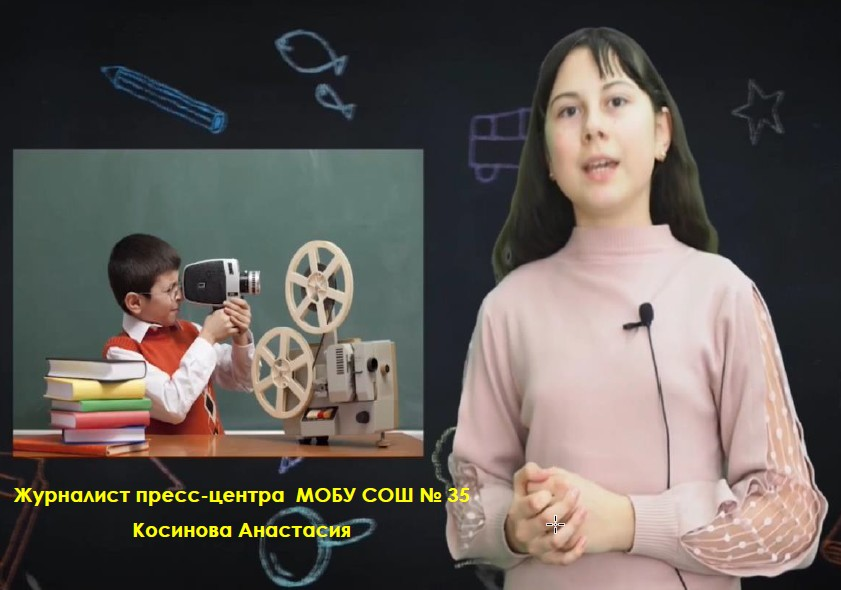 Журналист пресс-центра МОБУ СОШ № 35
Косинова Анастасия